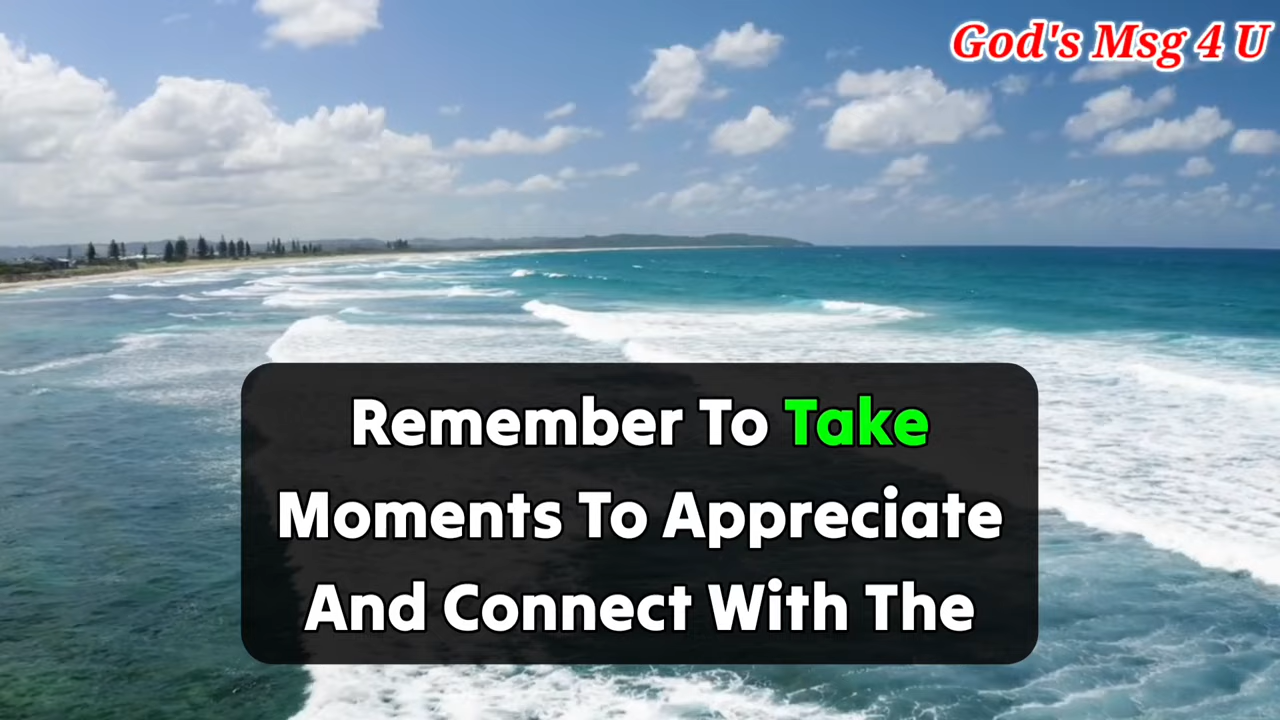 God's Msg 4 U
Remember To Take
Moments To Appreciate
And Connect With The